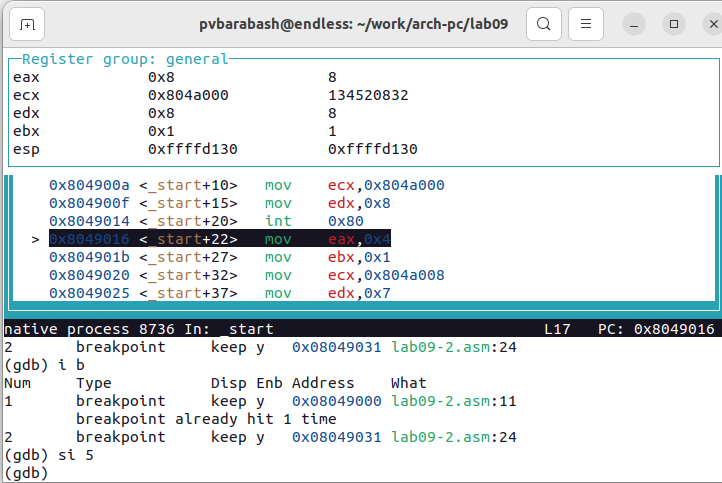 pvbarabash@endless: ~/work/arch-pc/lab09
Register group: general
eax 0x8 8
ecx 0x804a000 134520832
edx 0x8 8
ebx 0x1 1
esp 0xffffd130 0xffffd130
0x804900a <_start+10> mov ecx,0x804a000
0x804900f <_start+15> mov edx,0x8
0x8049014 <_start+20> int 0x80
> 0x8049016 <_start+22> mov eax,0x4
0x804901b <_start+27> mov ebx,0x1
0x8049020 <_start+32> mov ecx,0x804a008
0x8049025 <_start+37> mov edx,0x7
native process 8736 In: _start L17 PC: 0x8049016
2 breakpoint keep y 0x08049031 lab09-2.asm:24
(gdb) i b
Num Type Disp Enb Address What
1 breakpoint keep y 0x08049000 lab09-2.asm:11
breakpoint already hit 1 time
2 breakpoint keep y 0x08049031 lab09-2.asm:24
(gdb) si 5
(gdb)